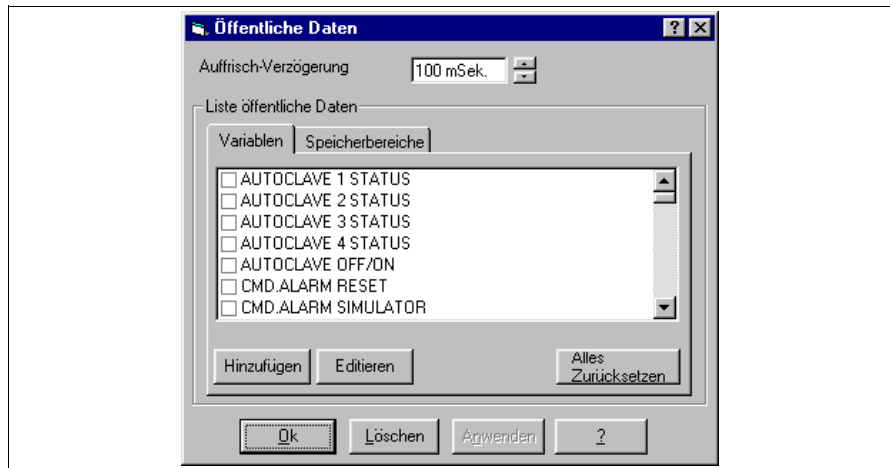 Öffentliche Daten
Auffrisch-Verzögerung 100 mSek.
Liste öffentliche Daten
Variablen Speicherbereiche
AUTOCLAVE 1 STATUS
AUTOCLAVE 2 STATUS
AUTOCLAVE 3 STATUS
AUTOCLAVE 4 STATUS
AUTOCLAVE OFF/ON
CMD.ALARM RESET
CMD.ALARM SIMULATOR
Hinzufügen Editieren Alles
Zurücksetzen
Ok Löschen Anwenden ?